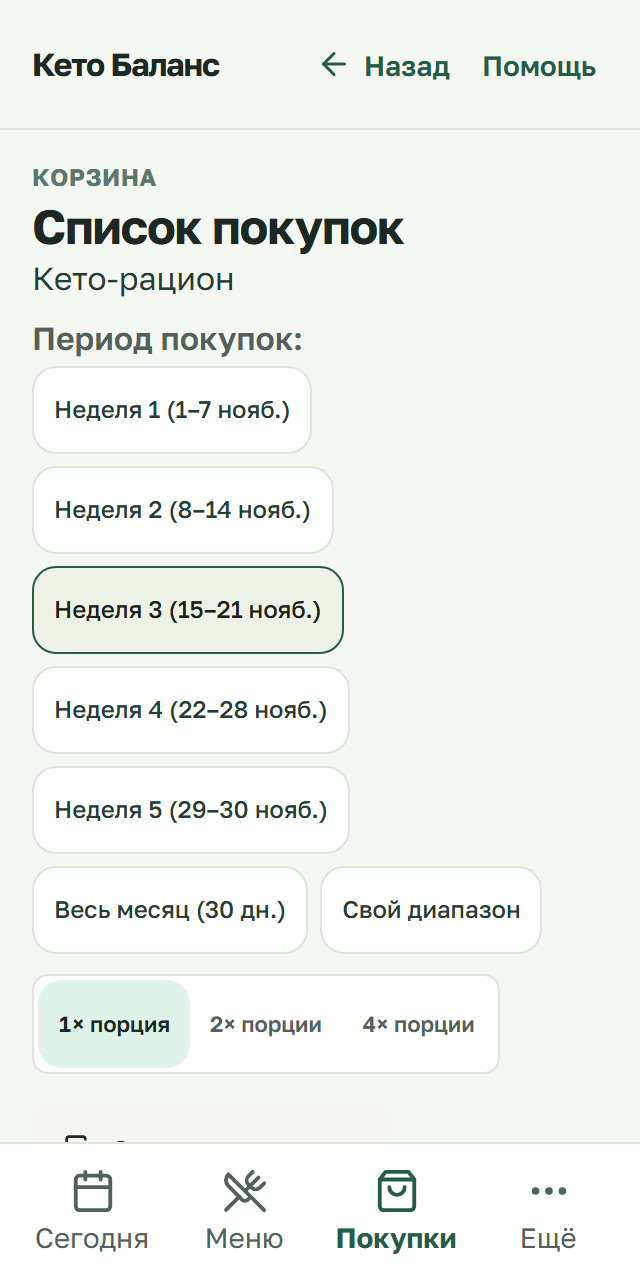 Кето Баланс
← Назад
Помощь
КОРЗИНА
Список покупок
Кето-рацион
Период покупок:
Неделя 1 (1–7 нояб.)
Неделя 2 (8–14 нояб.)
Неделя 3 (15–21 нояб.)
Неделя 4 (22–28 нояб.)
Неделя 5 (29–30 нояб.)
Весь месяц (30 дн.)
Свой диапазон
1× порция
2× порции
4× порции
Сегодня
Меню
Покупки
Ещё